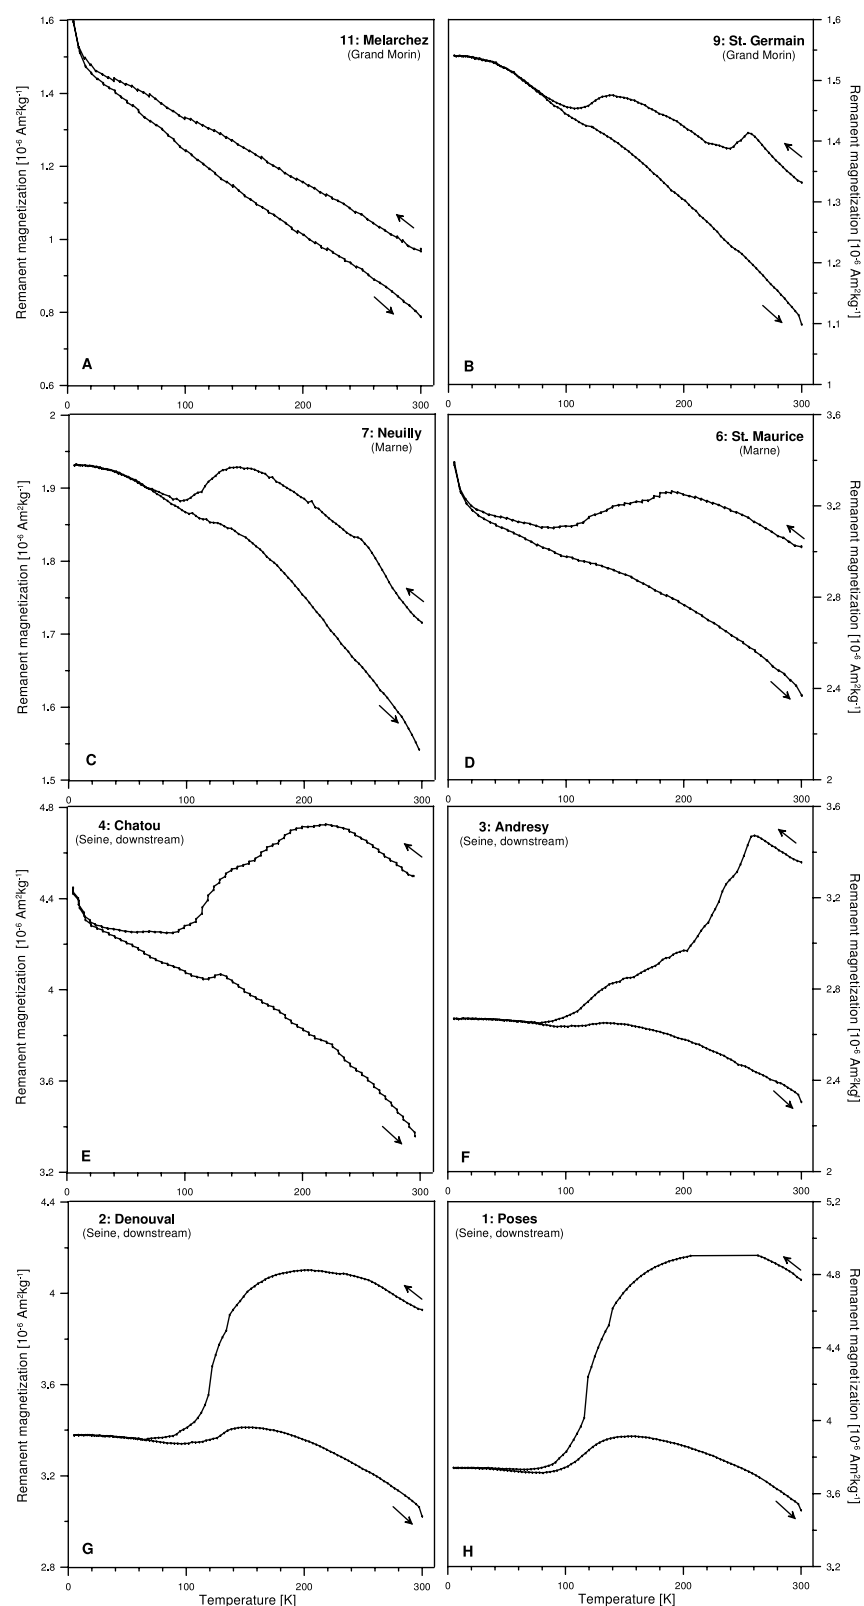 11: Melarchez
(Grand Morin)
Remanent magnetization [10-6 Am2kg-1]
1.6
1.4
1.2
1
0.8
0.6
A
0
100
200
300
9: St. Germain
(Grand Morin)
Remanent magnetization [10-6 Am2kg-1]
1.6
1.5
1.4
1.3
1.2
1.1
1
B
0
100
200
300
7: Neuilly
(Marne)
Remanent magnetization [10-6 Am2kg-1]
2
1.9
1.8
1.7
1.6
1.5
C
0
100
200
300
6: St. Maurice
(Marne)
Remanent magnetization [10-6 Am2kg-1]
3.6
3.2
2.8
2.4
2
D
0
100
200
300
4: Chatou
(Seine, downstream)
Remanent magnetization [10-6 Am2kg-1]
4.8
4.4
4
3.6
3.2
E
0
100
200
300
3: Andresy
(Seine, downstream)
Remanent magnetization [10-6 Am2kg-1]
3.6
3.2
2.8
2.4
2
F
0
100
200
300
2: Denouval
(Seine, downstream)
Remanent magnetization [10-6 Am2kg-1]
4.4
4
3.6
3.2
2.8
G
0
100
200
300
Temperature [K]
1: Poses
(Seine, downstream)
Remanent magnetization [10-6 Am2kg-1]
5.2
4.8
4.4
4
3.6
3.2
H
0
100
200
300
Temperature [K]